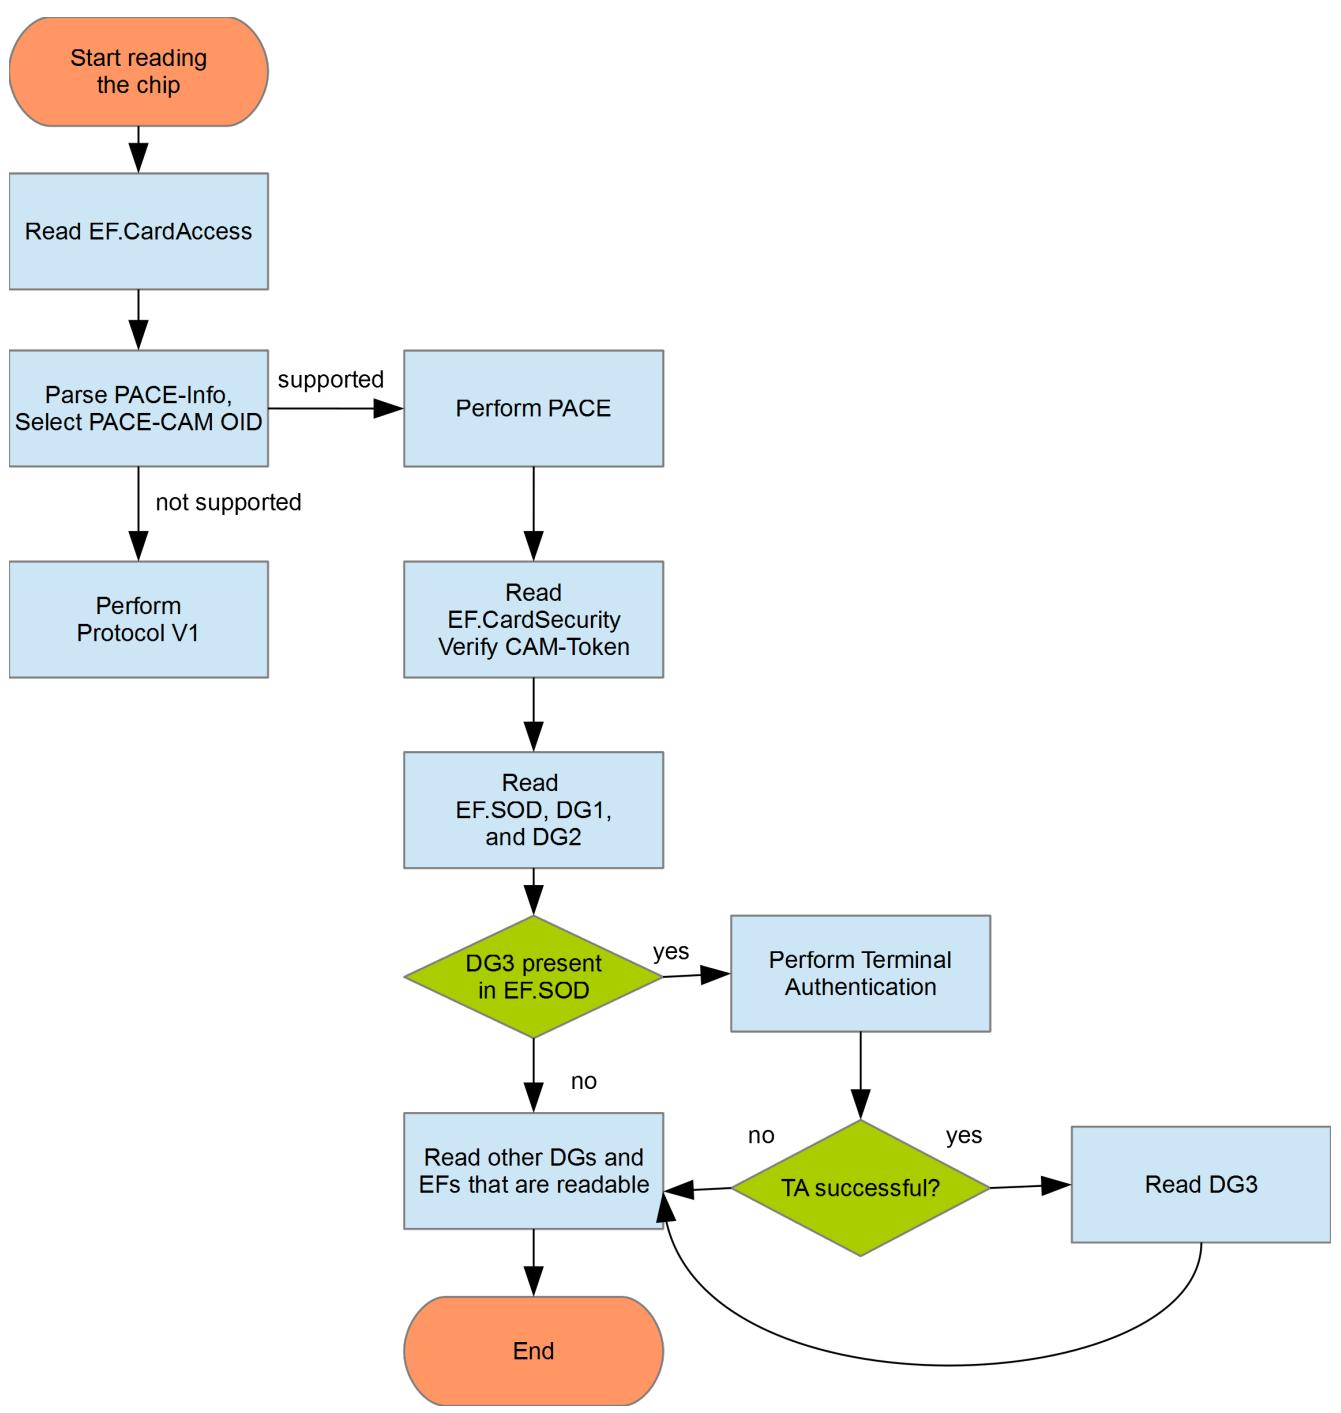 Start reading
the chip
Read EF.CardAccess
Parse PACE-Info,
Select PACE-CAM OID
supported
Perform PACE
not supported
Perform
Protocol V1
Read
EF.CardSecurity
Verify CAM-Token
Read
EF.SOD, DG1,
and DG2
DG3 present
in EF.SOD
yes
Perform Terminal
Authentication
no
Read other DGs and
EFs that are readable
no
TA successful?
yes
Read DG3
End